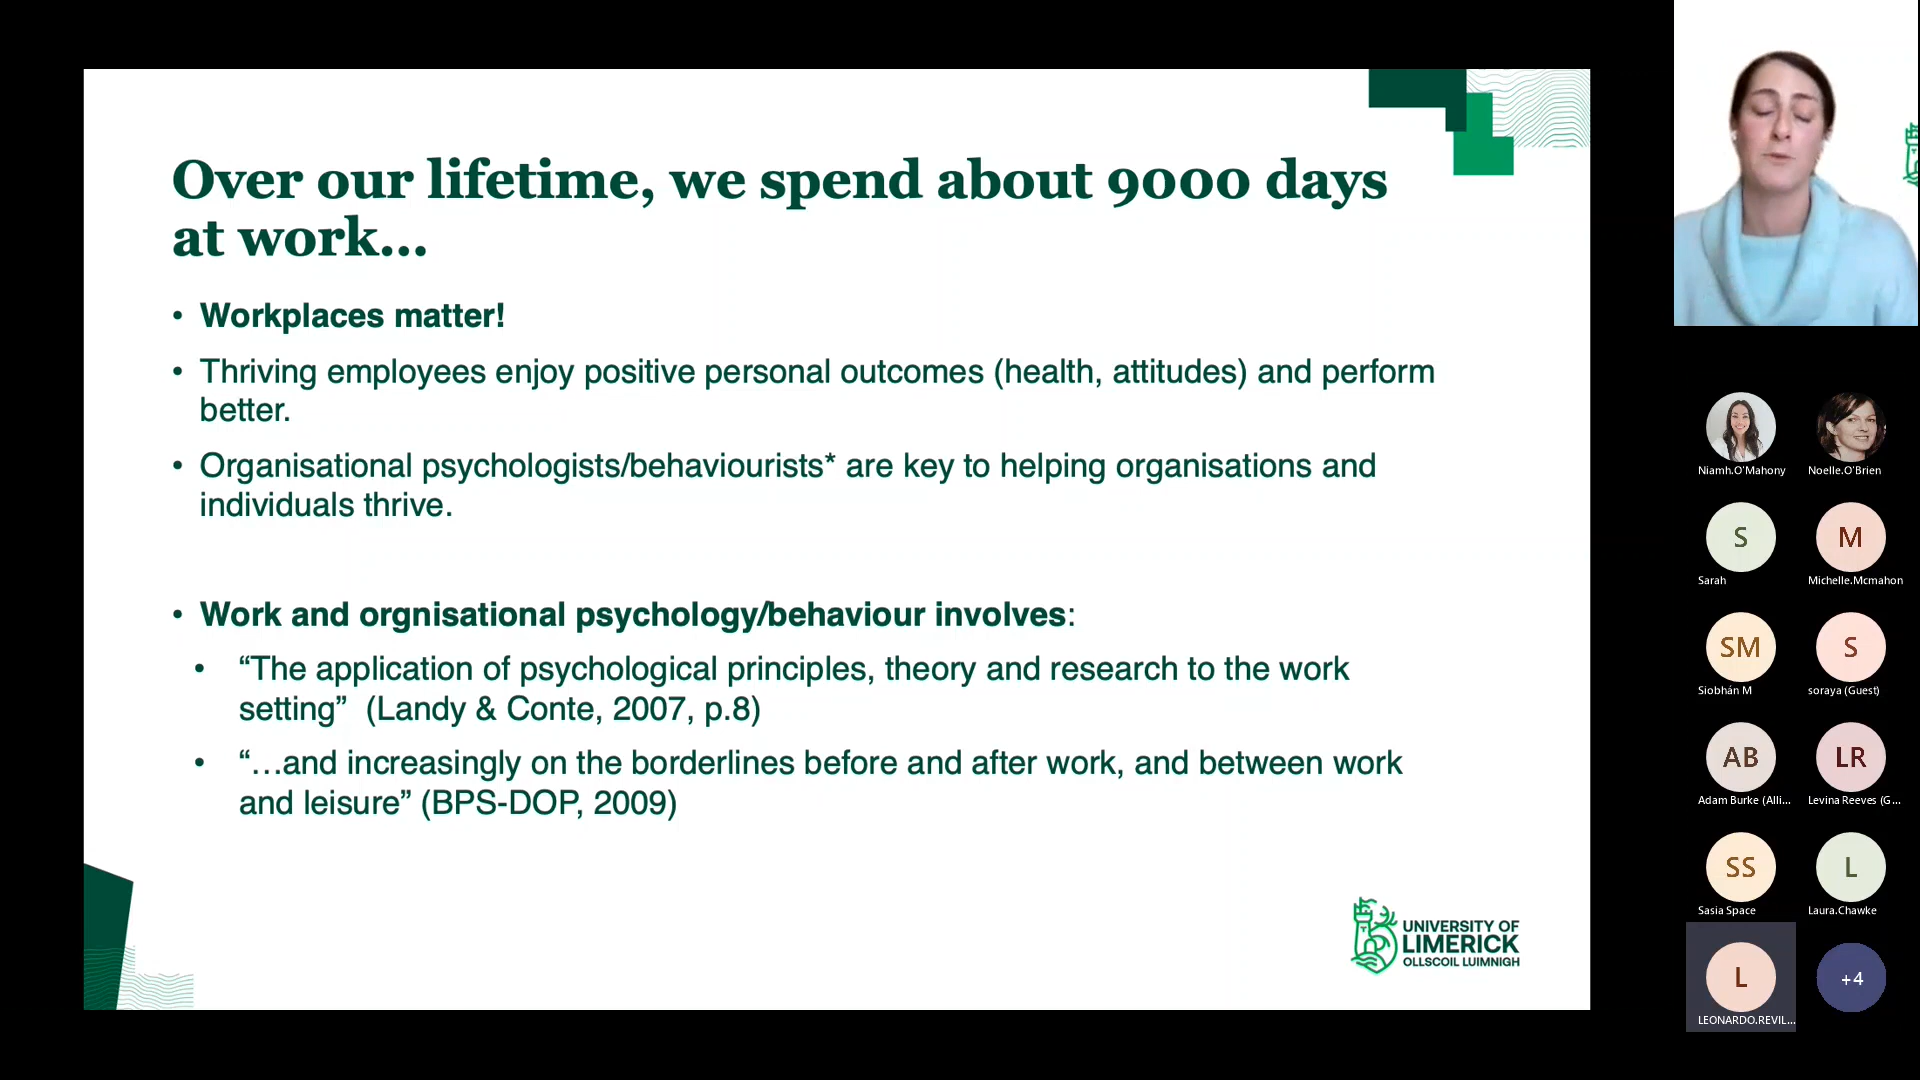 Over our lifetime, we spend about 9000 days
at work...
• Workplaces matter!
• Thriving employees enjoy positive personal outcomes (health, attitudes) and perform
better.
• Organisational psychologists/behaviourists* are key to helping organisations and
individuals thrive.
• Work and orgnisational psychology/behaviour involves:
• “The application of psychological principles, theory and research to the work
setting” (Landy & Conte, 2007, p.8)
• “…and increasingly on the borderlines before and after work, and between work
and leisure” (BPS-DOP, 2009)
UNIVERSITY OF
LIMERICK
OLLSCOIL LUIMNIGH
Niamh.O'Mahony
Noelle.O'Brien
S
Sarah
M
Michelle.Mcmahon
SM
Siobhán M
S
soraya (Guest)
AB
Adam Burke (Alli...
LR
Levina Reeves (G...
SS
Sasia Space
L
Laura.Chawke
L
LEONARDO.REVIL...
+4